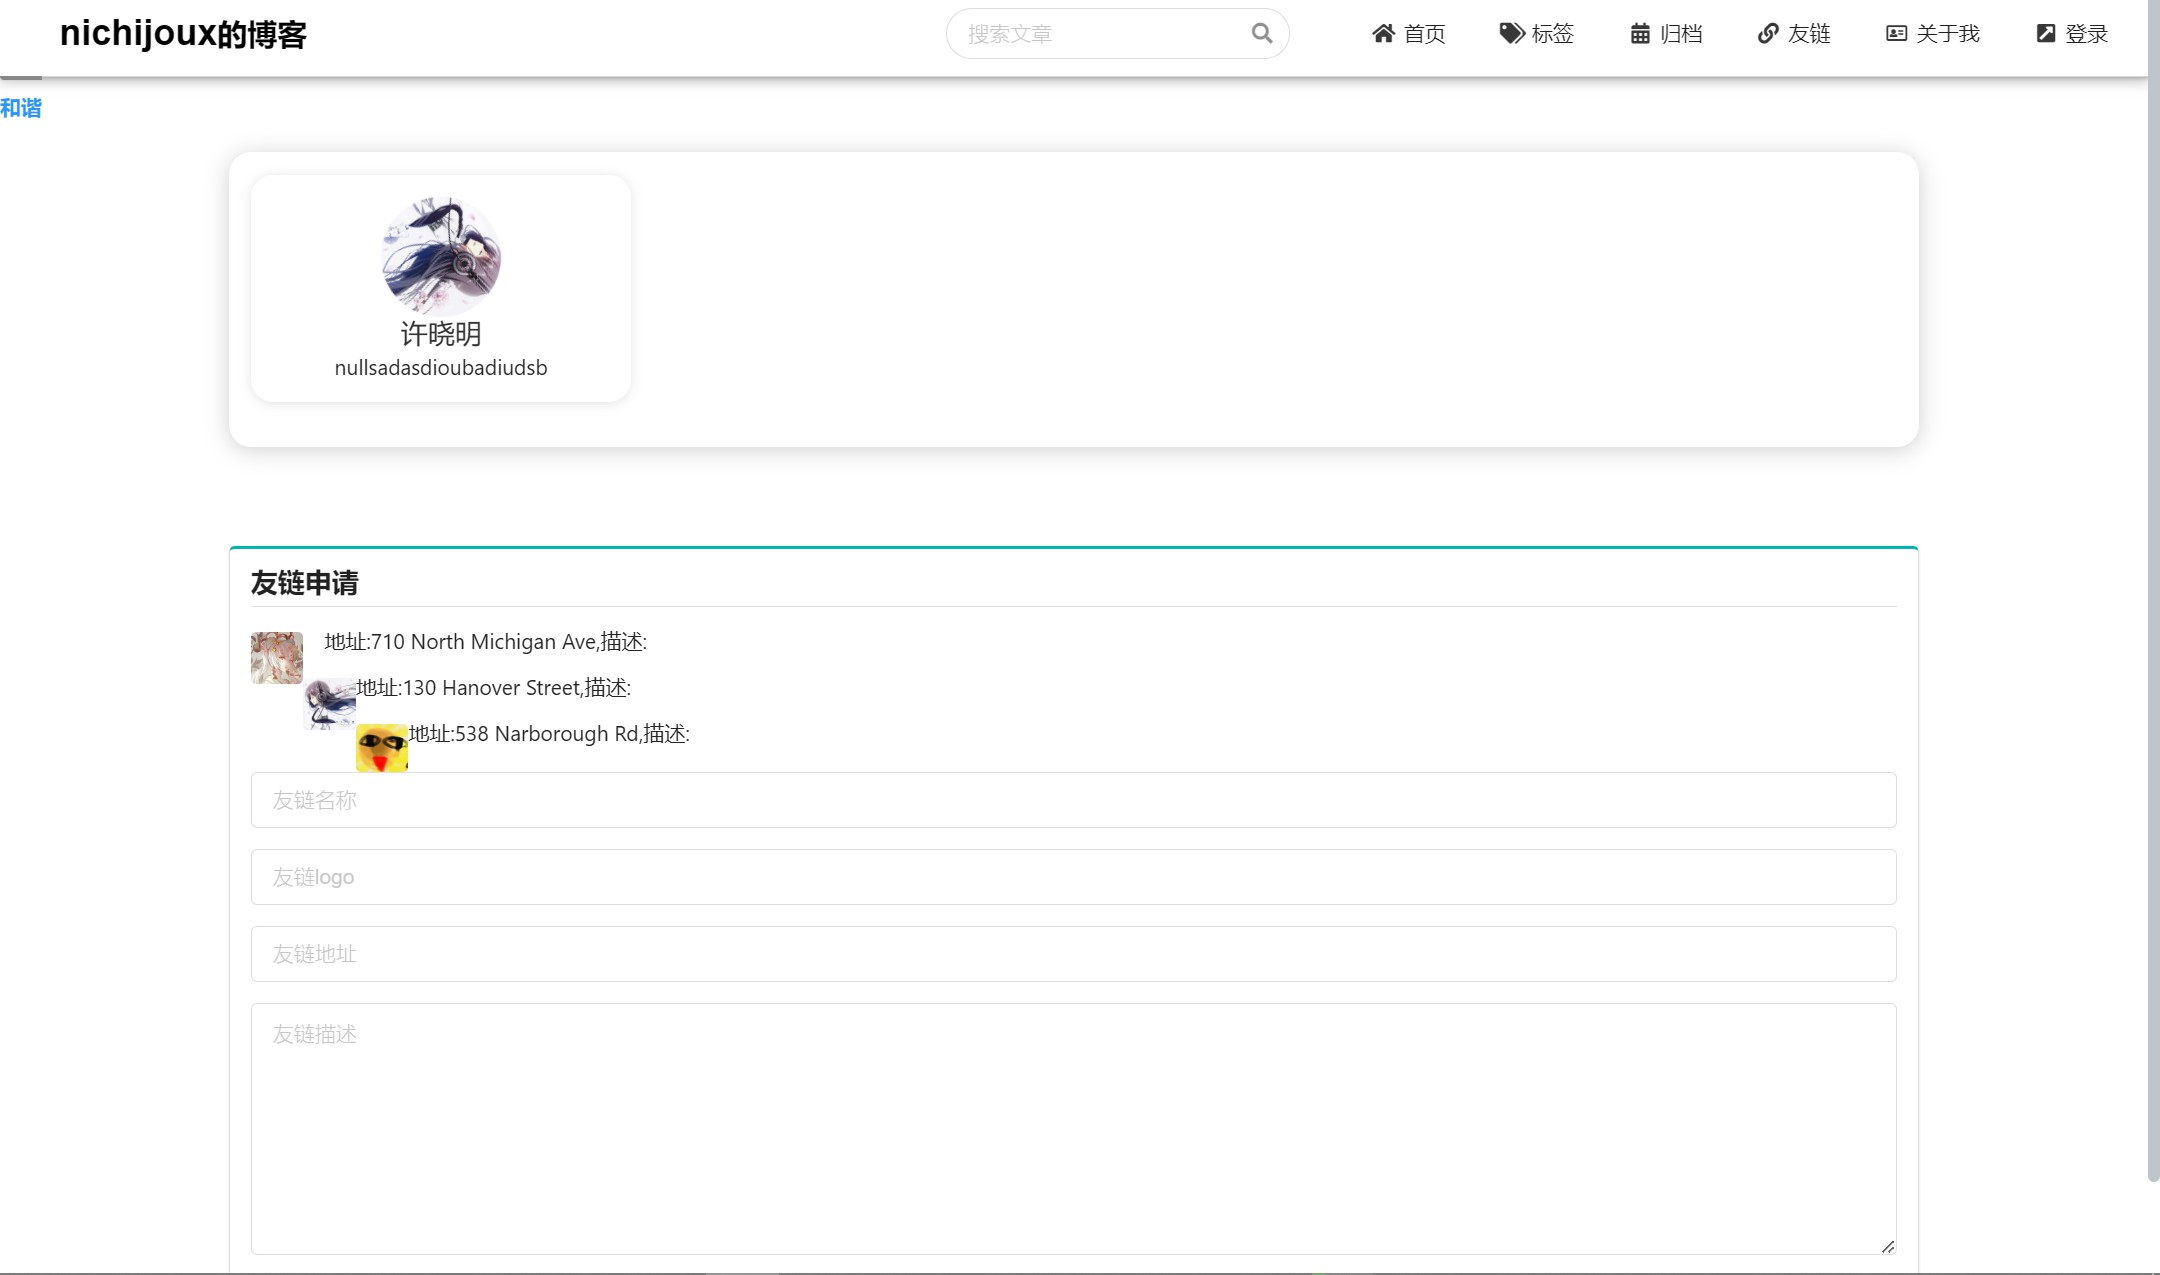 nichijoux的博客
搜索文章
首页
标签
归档
友链
关于我
登录
和谐
许晓明
nullsadasdioubadiudsb
友链申请
地址:710 North Michigan Ave,描述:
地址:130 Hanover Street,描述:
地址:538 Narborough Rd,描述:
友链名称
友链logo
友链地址
友链描述